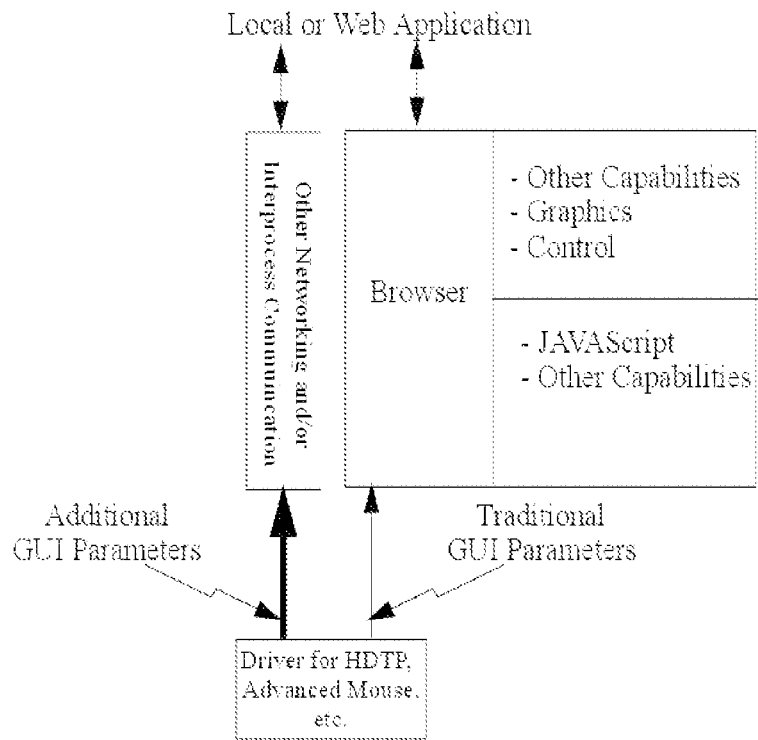 Local or Web Application
Other Networking and/or
Interprocess Communication
Browser
- Other Capabilities
- Graphics
- Control
- JAVAScript
- Other Capabilities
Additional
GUI Parameters
Traditional
GUI Parameters
Driver for HDTP,
Advanced Mouse,
etc.